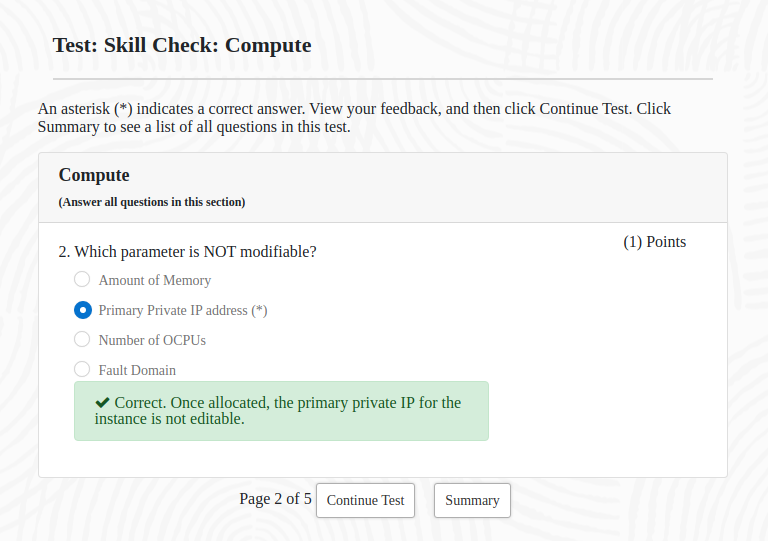 Test: Skill Check: Compute
An asterisk (*) indicates a correct answer. View your feedback, and then click Continue Test. Click
Summary to see a list of all questions in this test.
Compute
(Answer all questions in this section)
(1) Points
2. Which parameter is NOT modifiable?
Amount of Memory
Primary Private IP address (*)
Number of OCPUs
Fault Domain
Correct. Once allocated, the primary private IP for the
instance is not editable.
Page 2 of 5 Continue Test Summary